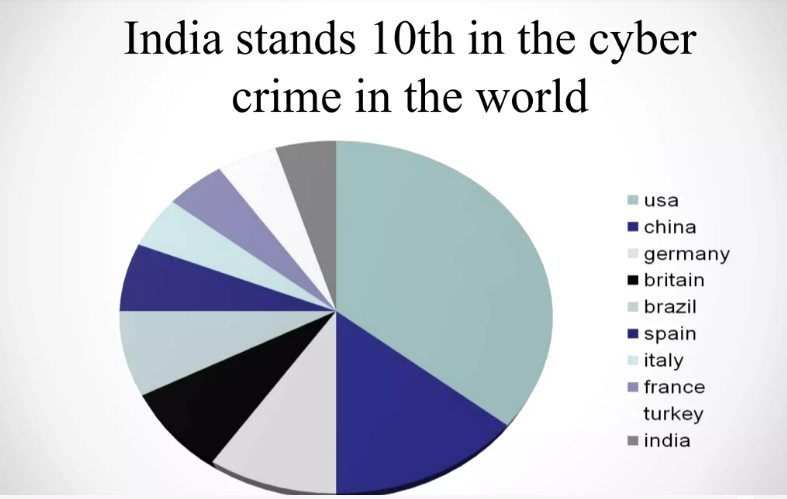 India stands 10th in the cyber
crime in the world
usa
china
germany
britain
brazil
spain
italy
france
turkey
india